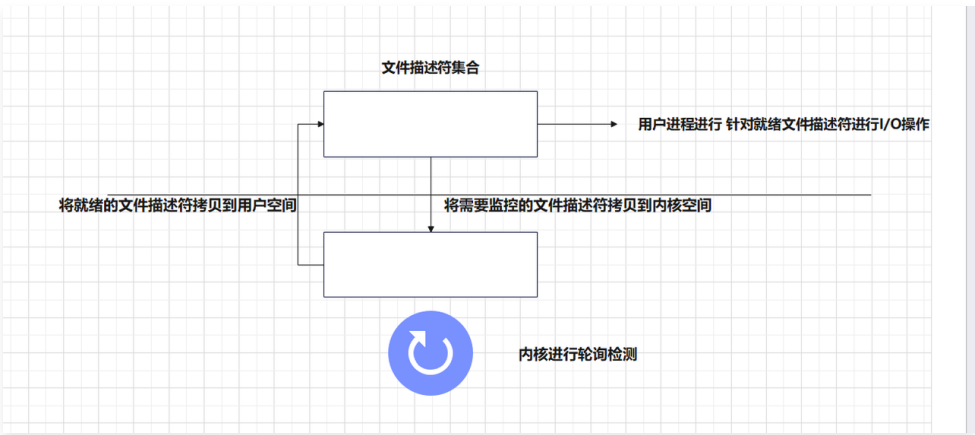 文件描述符集合
用户进程进行 针对就绪文件描述符进行I/O操作
将就绪的文件描述符拷贝到用户空间
将需要监控的文件描述符拷贝到内核空间
内核进行轮询检测